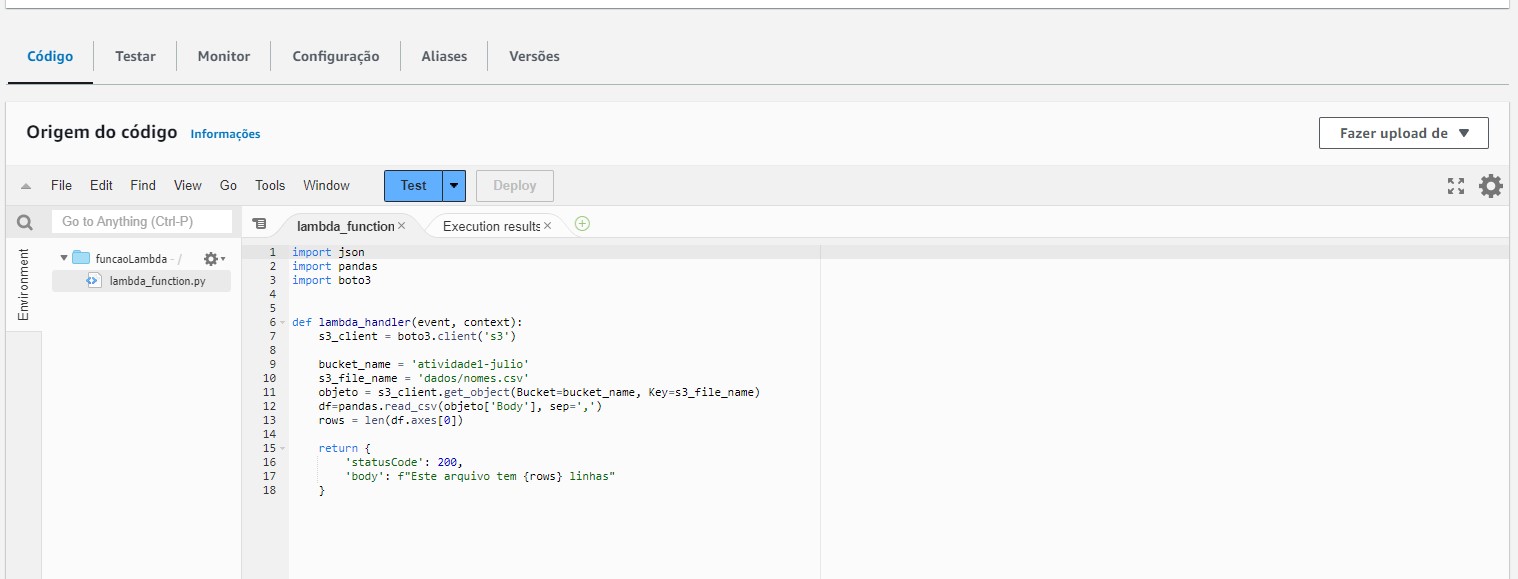 Código Testar Monitor Configuração Aliases Versões
Origem do código Informações
Fazer upload de
File Edit Find View Go Tools Window Test Deploy
Go to Anything (Ctrl-P)
lambda_function Execution results
Environment
funcaoLambda - /
lambda_function.py
1 import json
2 import pandas
3 import boto3
4
5
6 def lambda_handler(event, context):
7 s3_client = boto3.client('s3')
8
9 bucket_name = 'atividade1-julio'
10 s3_file_name = 'dados/nomes.csv'
11 objeto = s3_client.get_object(Bucket=bucket_name, Key=s3_file_name)
12 df=pandas.read_csv(objeto['Body'], sep=',')
13 rows = len(df.axes[0])
14
15 return {
16 'statusCode': 200,
17 'body': f"Este arquivo tem {rows} linhas"
18 }